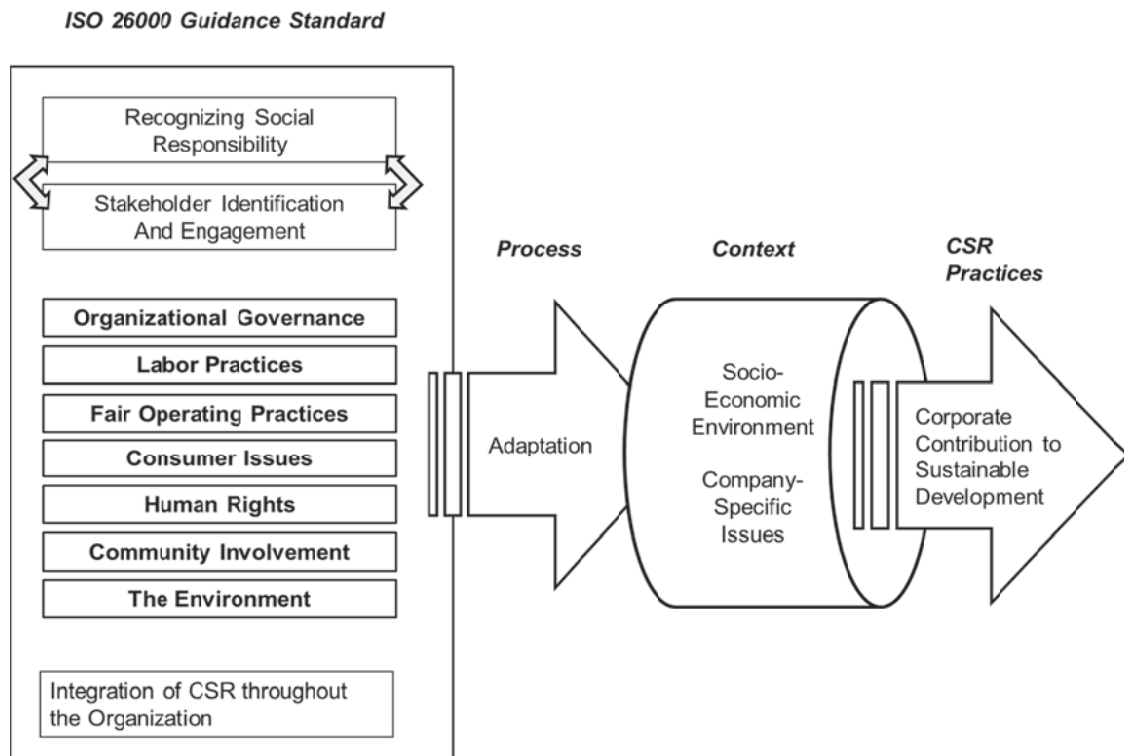 ISO 26000 Guidance Standard
Recognizing Social
Responsibility
Stakeholder Identification
And Engagement
Organizational Governance
Labor Practices
Fair Operating Practices
Consumer Issues
Human Rights
Community Involvement
The Environment
Integration of CSR throughout
the Organization
Process
Adaptation
Context
Socio-
Economic
Environment
Company-
Specific
Issues
CSR
Practices
Corporate
Contribution to
Sustainable
Development